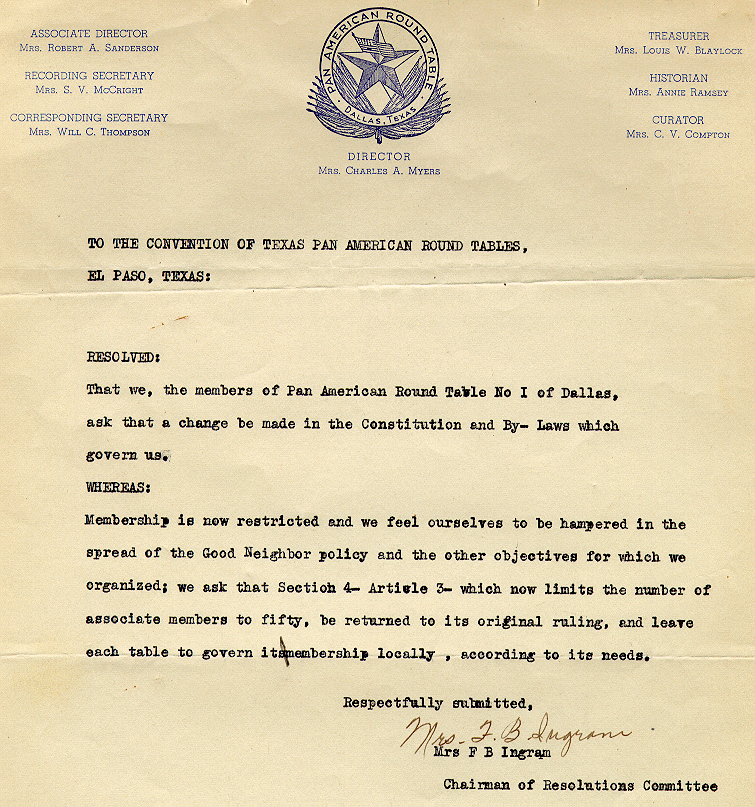 ASSOCIATE DIRECTOR
MRS. ROBERT A. SANDERSON
RECORDING SECRETARY
MRS. S. V. MCCRIGHT
CORRESPONDING SECRETARY
MRS. WILL C. THOMPSON
PAN AMERICAN ROUND TABLE
DALLAS, TEXAS
DIRECTOR
MRS. CHARLES A. MYERS
TREASURER
MRS. LOUIS W. BLAYLOCK
HISTORIAN
MRS. ANNIE RAMSEY
CURATOR
MRS. C. V. COMPTON
TO THE CONVENTION OF TEXAS PAN AMERICAN ROUND TABLES,
EL PASO, TEXAS:
RESOLVED:
That we, the members of Pan American Round Table No I of Dallas,
ask that a change be made in the Constitution and By- Laws which
govern us.
WHEREAS:
Membership is now restricted and we feel ourselves to be hampered in the
spread of the Good Neighbor policy and the other objectives for which we
organized; we ask that Section 4- Article 3- which now limits the number of
associate members to fifty, be returned to its original ruling, and leave
each table to govern its/membership locally , according to its needs.
Respectfully submitted,
Mrs. F. B Ingram
Mrs F B Ingram
Chairman of Resolutions Committee